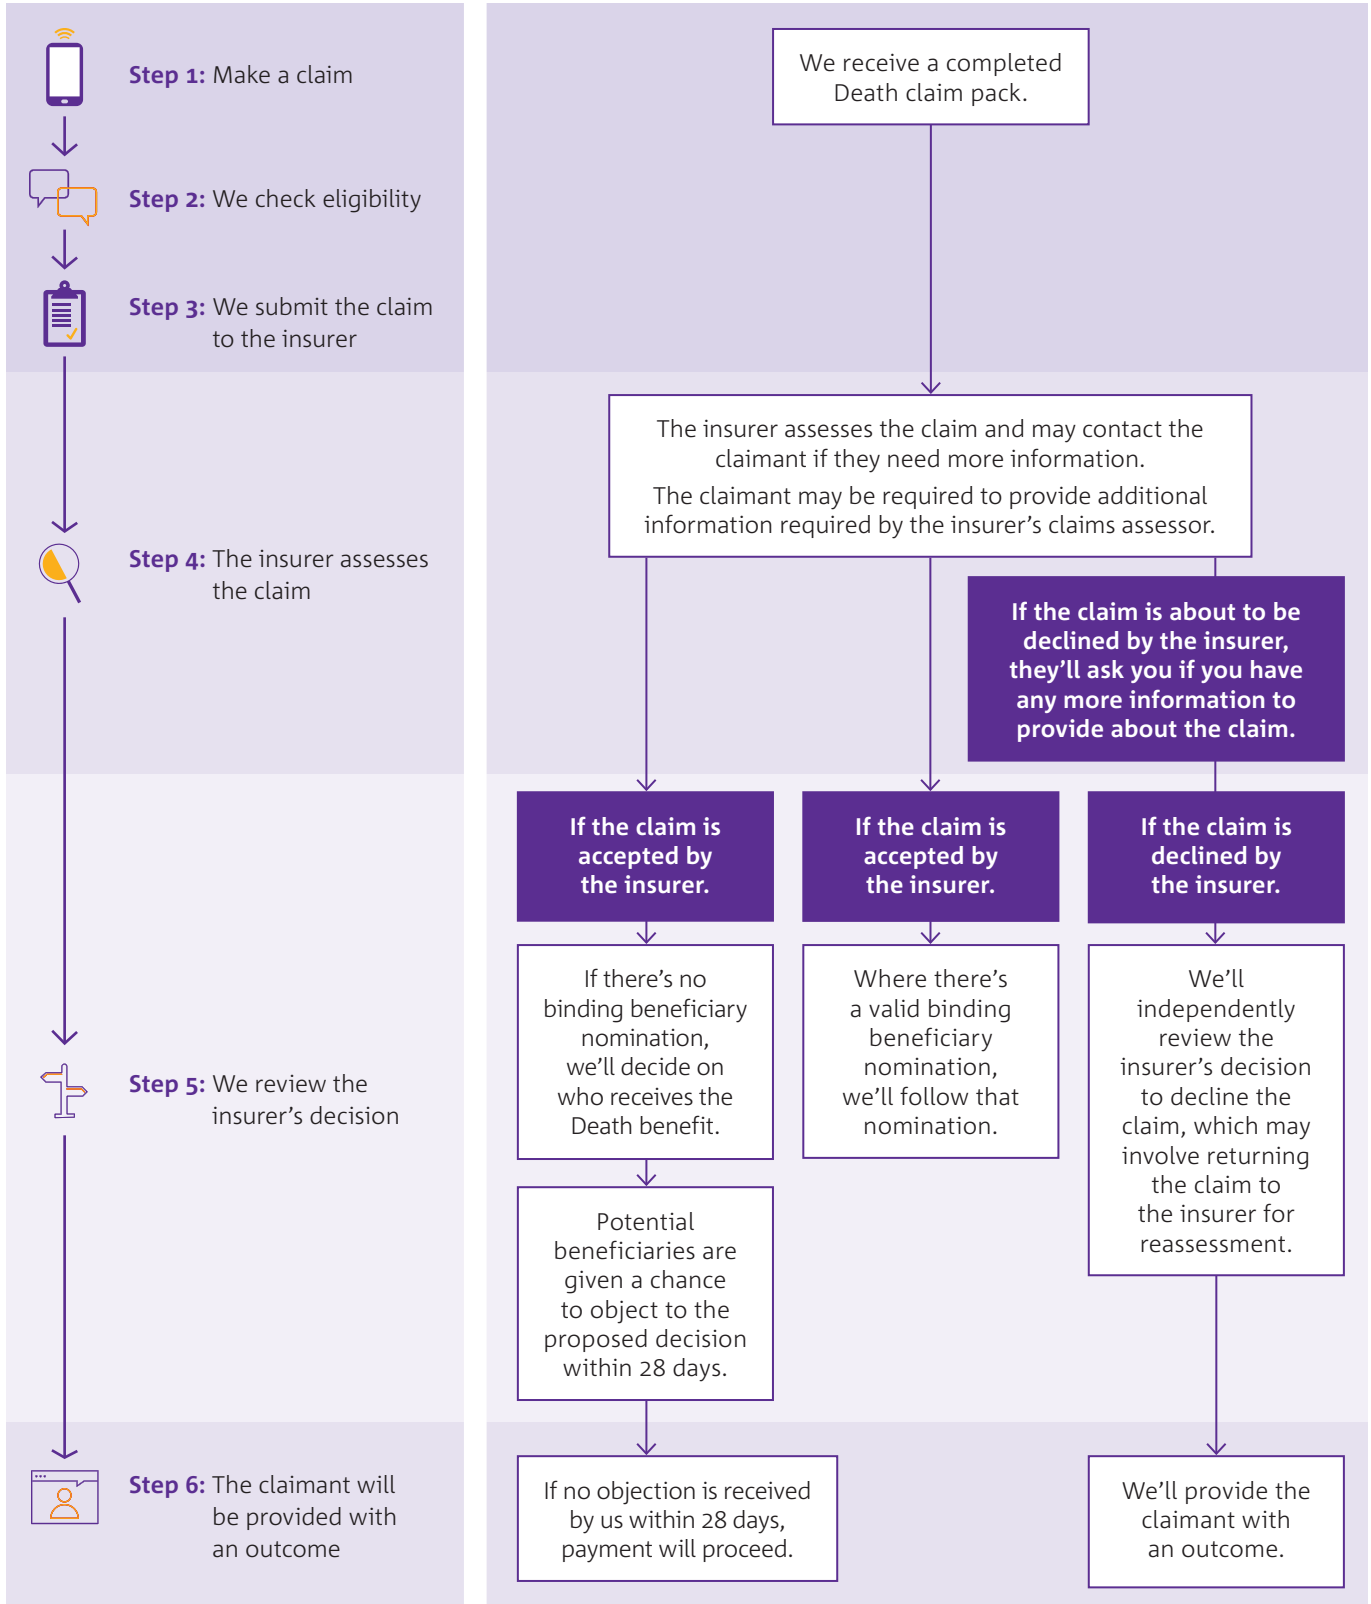 Step 1: Make a claim
Step 2: We check eligibility
Step 3: We submit the claim
to the insurer
Step 4: The insurer assesses
the claim
Step 5: We review the
insurer’s decision
Step 6: The claimant will
be provided with
an outcome
We receive a completed
Death claim pack.
The insurer assesses the claim and may contact the
claimant if they need more information.
The claimant may be required to provide additional
information required by the insurer’s claims assessor.
If the claim is about to be
declined by the insurer,
they’ll ask you if you have
any more information to
provide about the claim.
If the claim is
accepted by
the insurer.
If there’s no
binding beneficiary
nomination,
we’ll decide on
who receives the
Death benefit.
Potential
beneficiaries are
given a chance
to object to the
proposed decision
within 28 days.
If no objection is received
by us within 28 days,
payment will proceed.
If the claim is
accepted by
the insurer.
Where there’s
a valid binding
beneficiary
nomination,
we’ll follow that
nomination.
If the claim is
declined by
the insurer.
We’ll
independently
review the
insurer’s decision
to decline the
claim, which may
involve returning
the claim to
the insurer for
reassessment.
We’ll provide the
claimant with
an outcome.